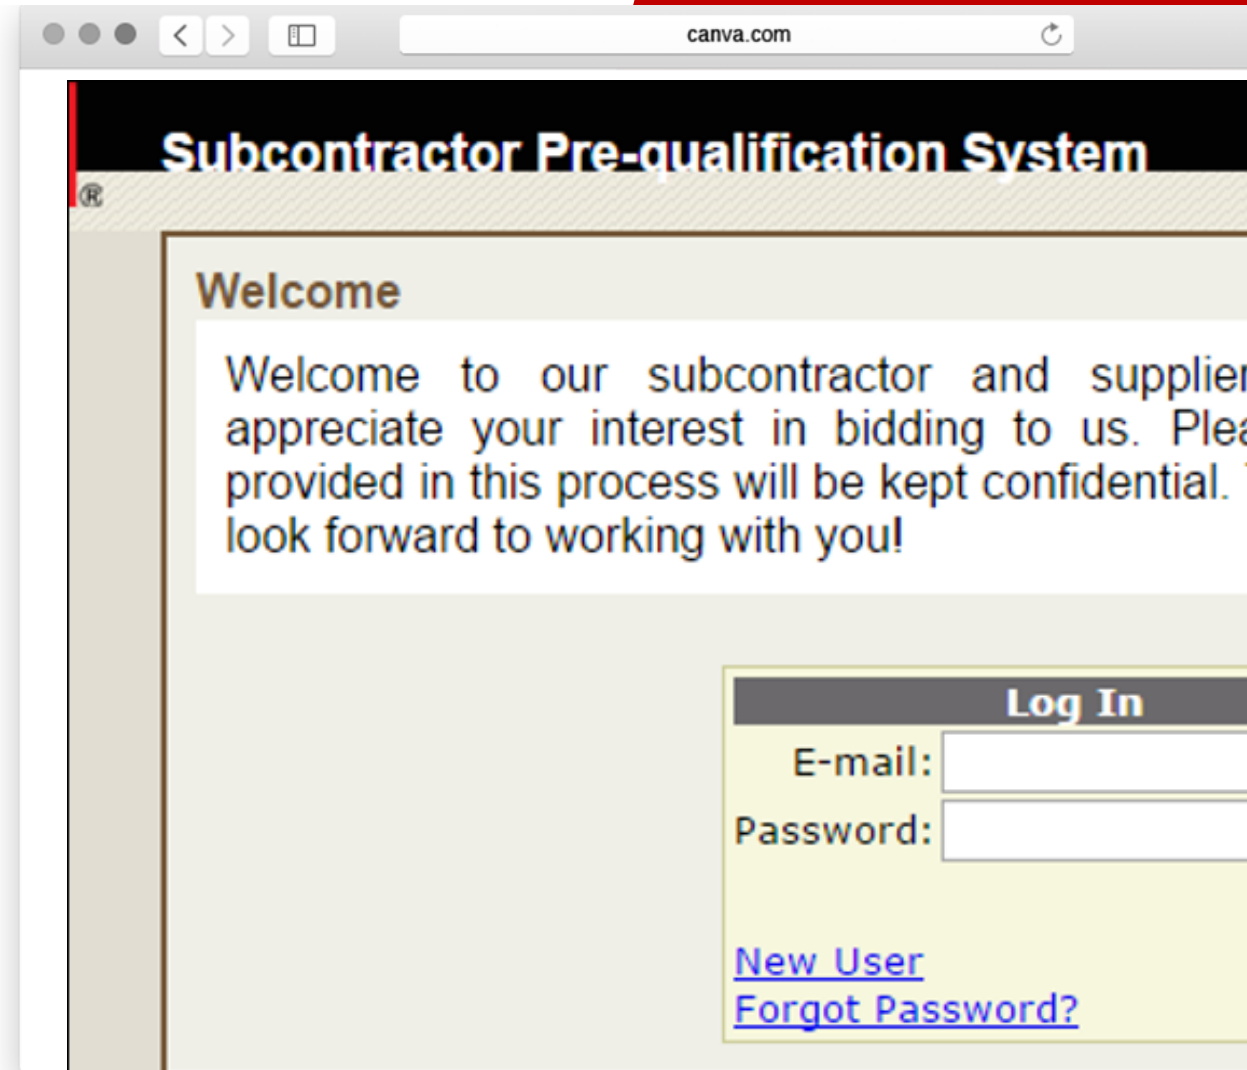 canva.com
Subcontractor Pre-qualification System
®
Welcome
Welcome to our subcontractor and supplier
appreciate your interest in bidding to us.
provided in this process will be kept confidential.
look forward to working with you!
Log In
E-mail:
Password:
New User
Forgot Password?